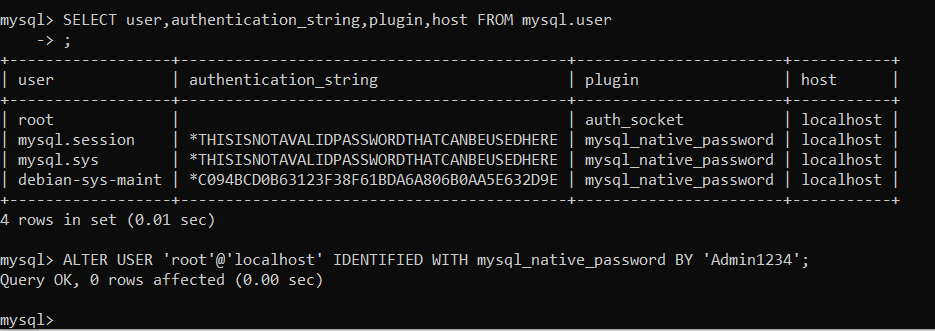 mysql> SELECT user,authentication_string,plugin,host FROM mysql.user
    -> ;
+------------------+-------------------------------------------+-----------------------+-----------+
| user             | authentication_string                     | plugin                | host      |
+------------------+-------------------------------------------+-----------------------+-----------+
| root             |                                           | auth_socket           | localhost |
| mysql.session    | *THISISNOTAVALIDPASSWORDTHATCANBEUSEDHERE | mysql_native_password | localhost |
| mysql.sys        | *THISISNOTAVALIDPASSWORDTHATCANBEUSEDHERE | mysql_native_password | localhost |
| debian-sys-maint | *C094BCD0B63123F38F61BDA6A806B0AA5E632D9E | mysql_native_password | localhost |
+------------------+-------------------------------------------+-----------------------+-----------+
4 rows in set (0.01 sec)
mysql> ALTER USER 'root'@'localhost' IDENTIFIED WITH mysql_native_password BY 'Admin1234';
Query OK, 0 rows affected (0.00 sec)
mysql>